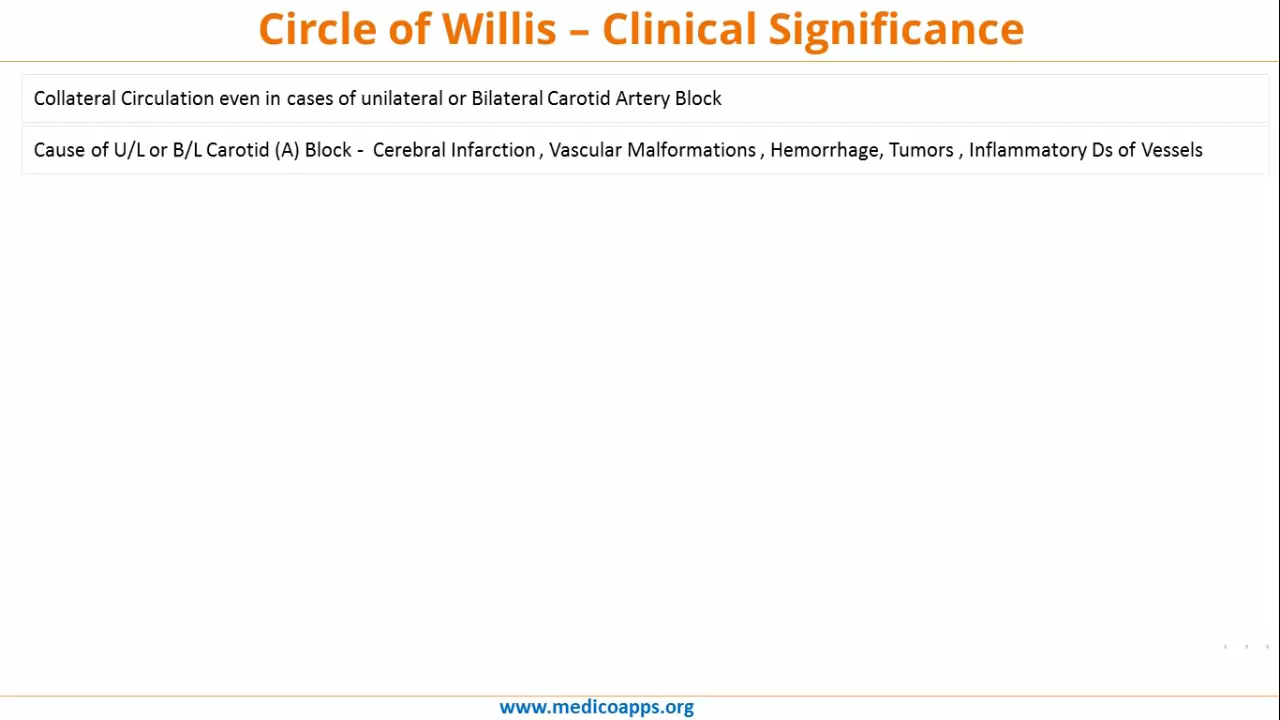 Circle of Willis – Clinical Significance
Collateral Circulation even in cases of unilateral or Bilateral Carotid Artery Block
Cause of U/L or B/L Carotid (A) Block - Cerebral Infarction , Vascular Malformations , Hemorrhage, Tumors , Inflammatory Ds of Vessels
www.medicoapps.org